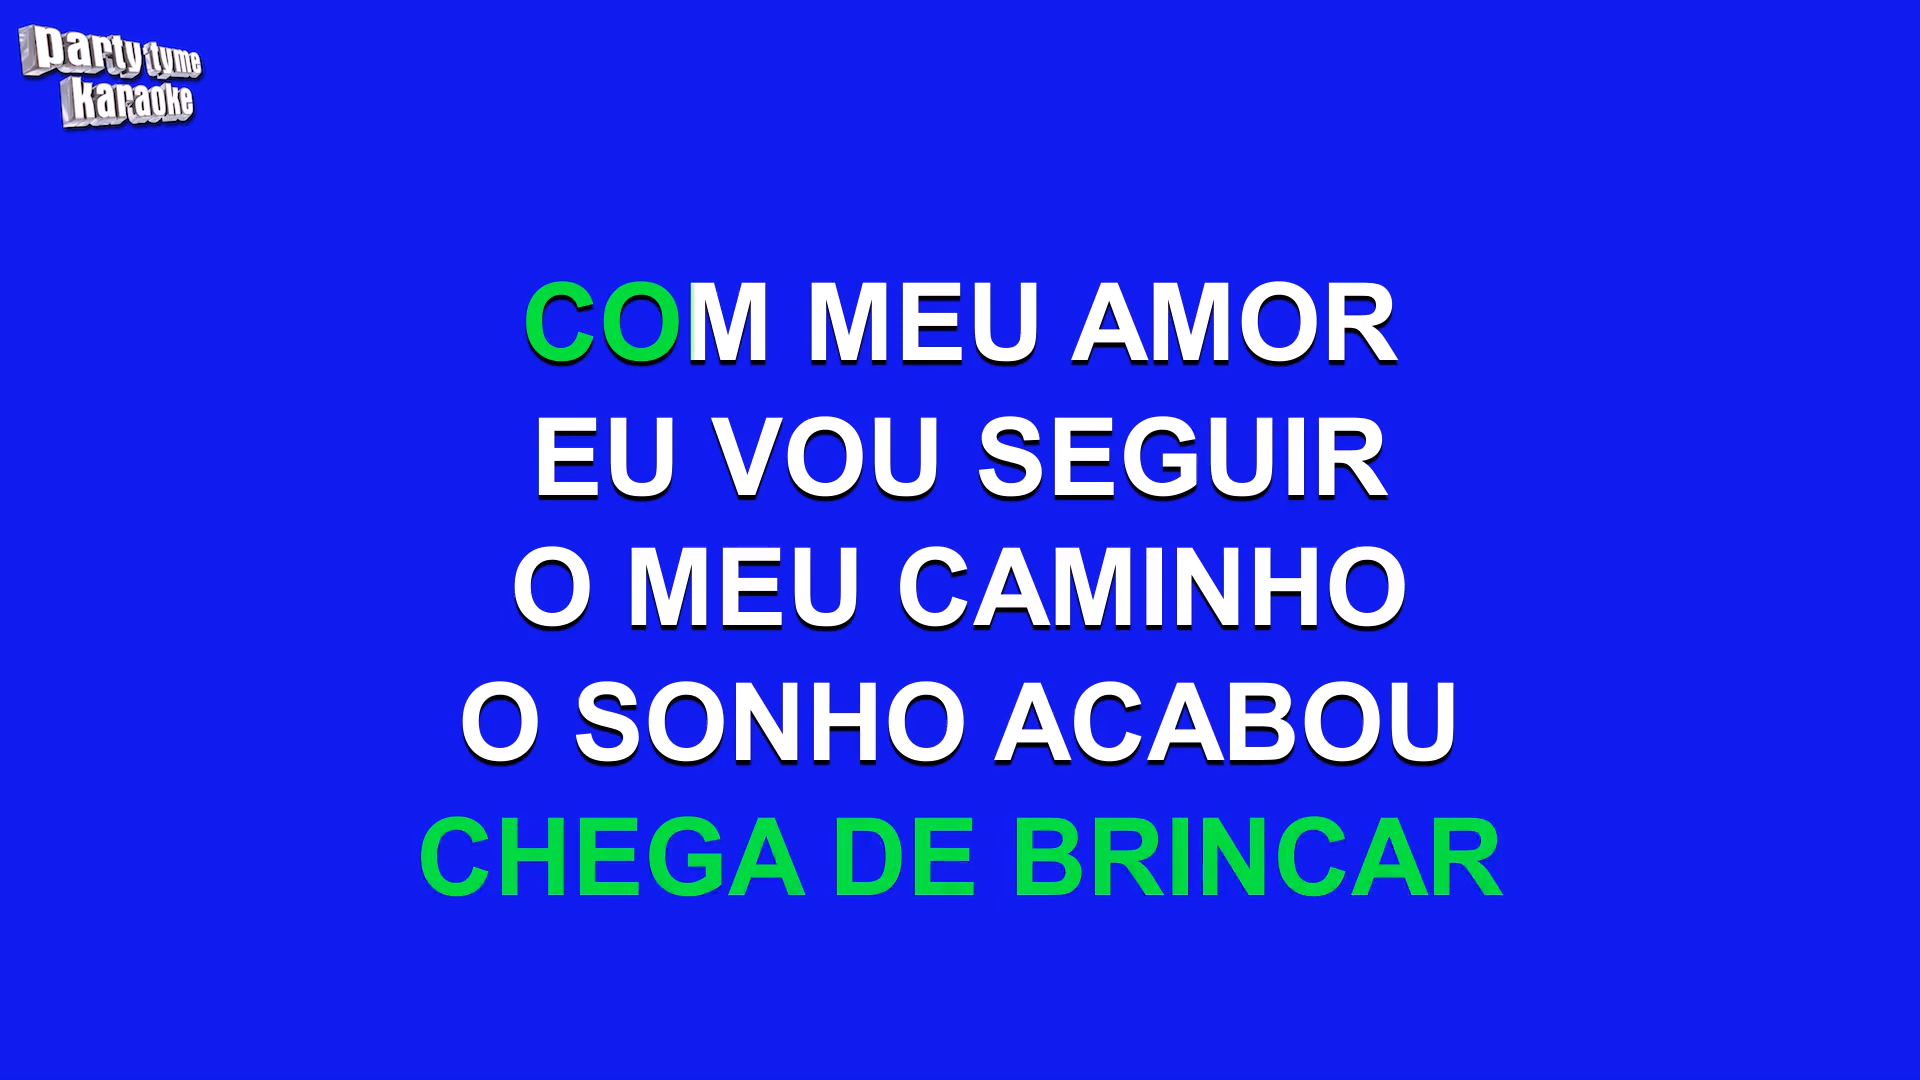 party tyme
karaoke
COM MEU AMOR
EU VOU SEGUIR
O MEU CAMINHO
O SONHO ACABOU
CHEGA DE BRINCAR